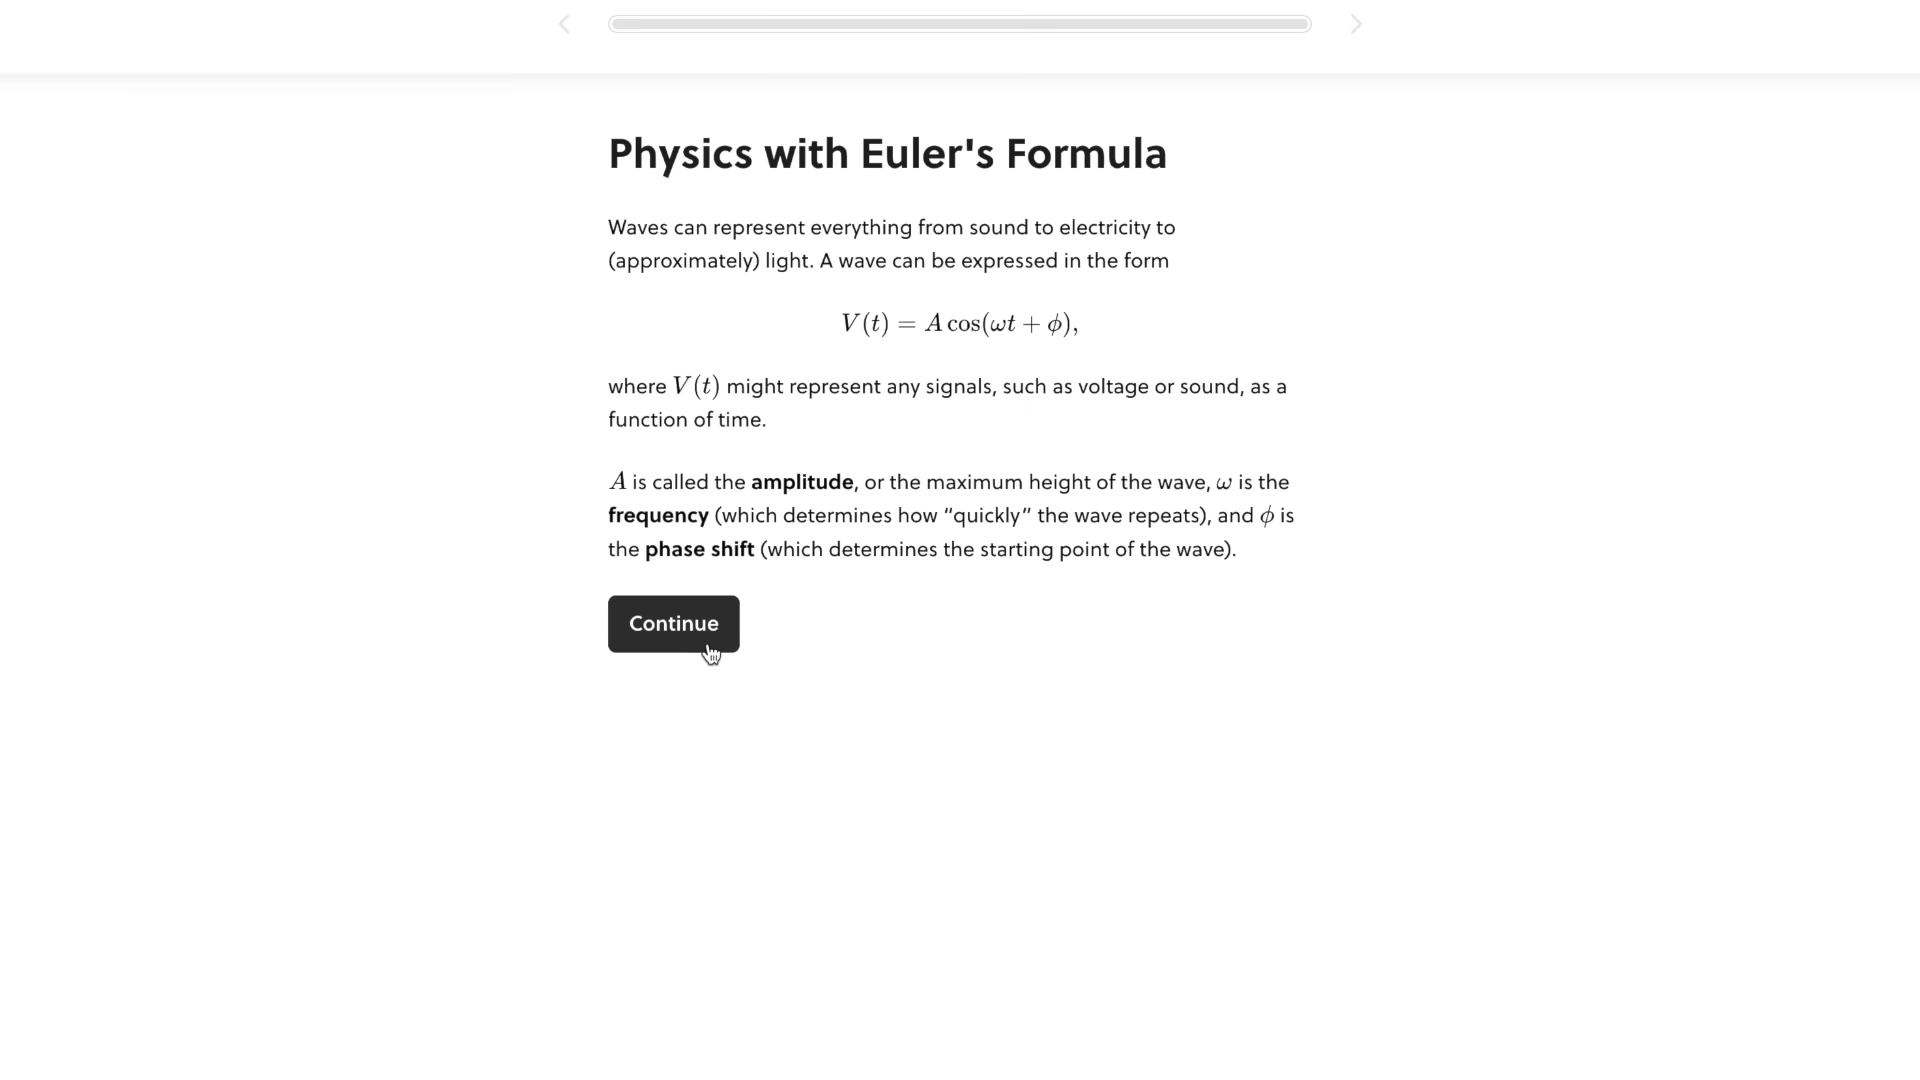 Physics with Euler's Formula
Waves can represent everything from sound to electricity to
(approximately) light. A wave can be expressed in the form
V(t) = A cos(ωt + ϕ),
where V(t) might represent any signals, such as voltage or sound, as a
function of time.
A is called the amplitude, or the maximum height of the wave, ω is the
frequency (which determines how “quickly” the wave repeats), and ϕ is
the phase shift (which determines the starting point of the wave).
Continue